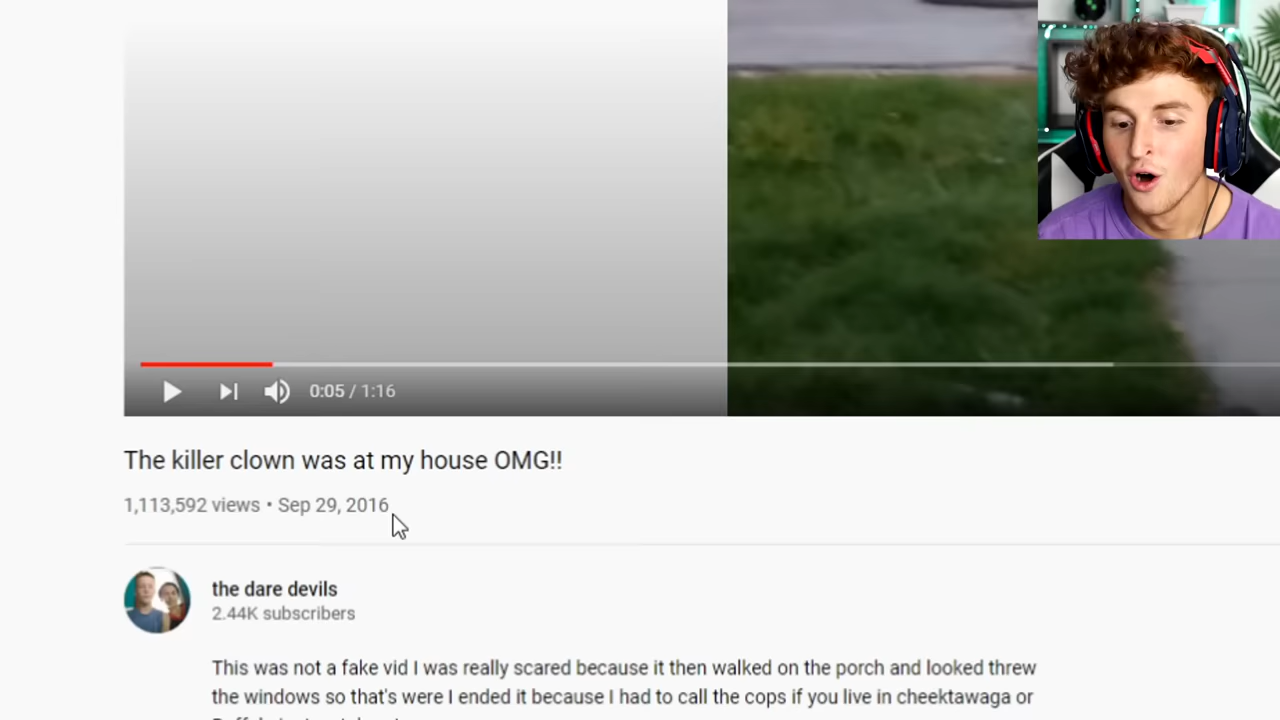 0:05 / 1:16
The killer clown was at my house OMG!!
1,113,592 views • Sep 29, 2016
the dare devils
2.44K subscribers
This was not a fake vid I was really scared because it then walked on the porch and looked threw
the windows so that's were I ended it because I had to call the cops if you live in cheektawaga or